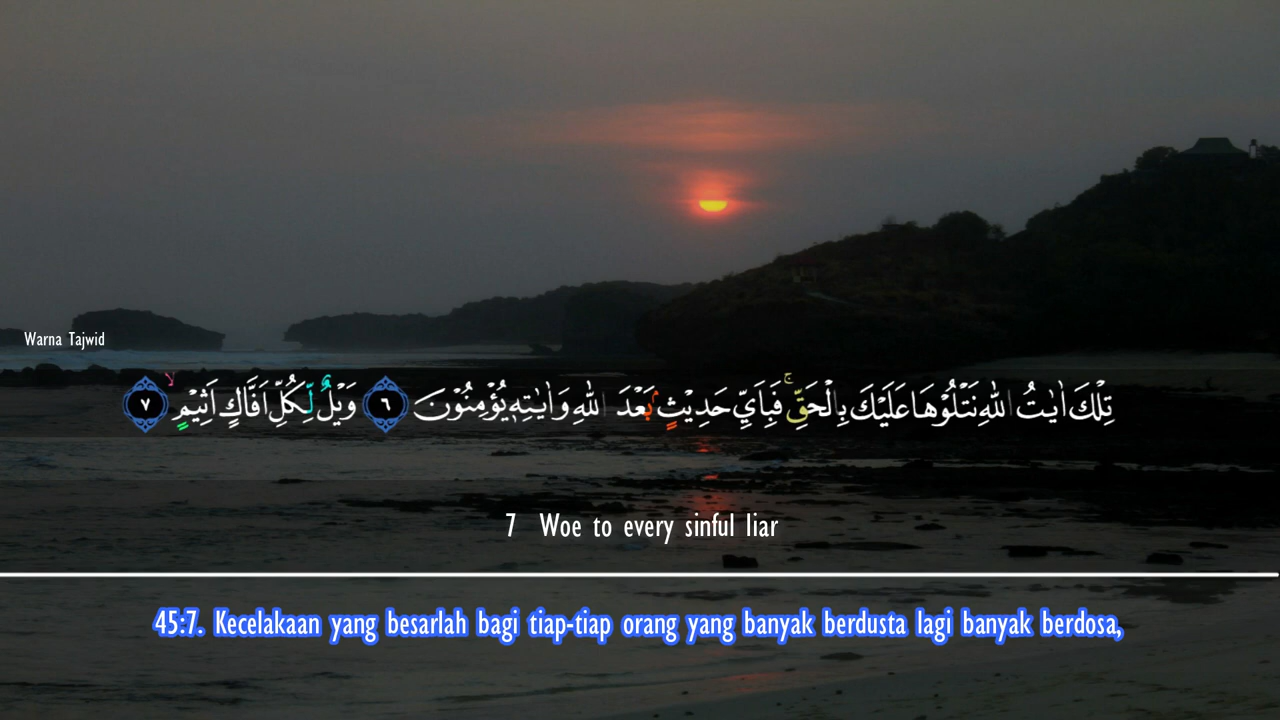 Warna Tajwid
تِلْكَ اٰيٰتُ اللّٰهِ نَتْلُوْهَا عَلَيْكَ بِالْحَقِّۚ فَبِاَيِّ حَدِيْثٍۢ بَعْدَ اللّٰهِ وَاٰيٰتِهٖ يُؤْمِنُوْنَ ٦ وَيْلٌ لِّكُلِّ اَفَّاكٍ اَثِيْمٍۙ ٧
7 Woe to every sinful liar
45:7. Kecelakaan yang besarlah bagi tiap-tiap orang yang banyak berdusta lagi banyak berdosa,